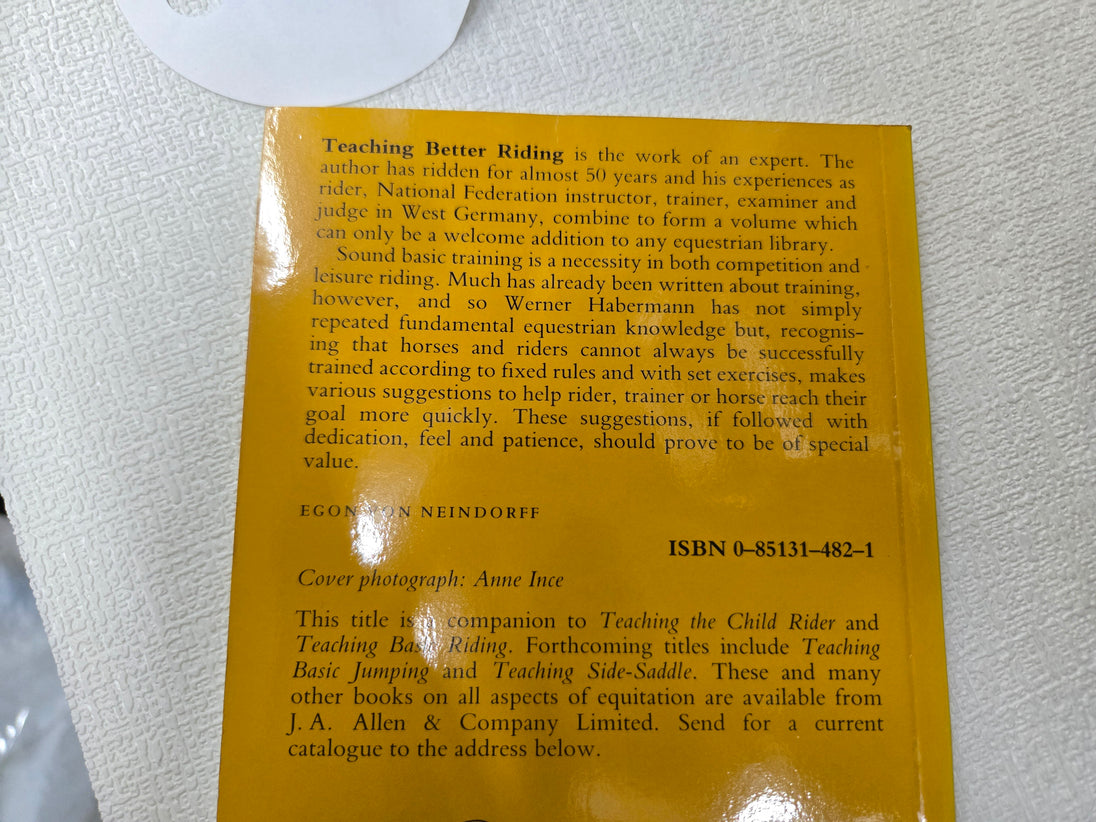 Teaching Better Riding is the work of an expert. The
author has ridden for almost 50 years and his experiences as
rider, National Federation instructor, trainer, examiner and
judge in West Germany, combine to form a volume which
can only be a welcome addition to any equestrian library.
Sound basic training is a necessity in both competition and
leisure riding. Much has already been written about training,
however, and so Werner Habermann has not simply
repeated fundamental equestrian knowledge but, recognis-
ing that horses and riders cannot always be successfully
trained according to fixed rules and with set exercises, makes
various suggestions to help rider, trainer or horse reach their
goal more quickly. These suggestions, if followed with
dedication, feel and patience, should prove to be of special
value.
EGON VON NEINDORFF
ISBN 0–85131–482–1
Cover photograph: Anne Ince
This title is a companion to Teaching the Child Rider and
Teaching Basic Riding. Forthcoming titles include Teaching
Basic Jumping and Teaching Side-Saddle. These and many
other books on all aspects of equitation are available from
J. A. Allen & Company Limited. Send for a current
catalogue to the address below.